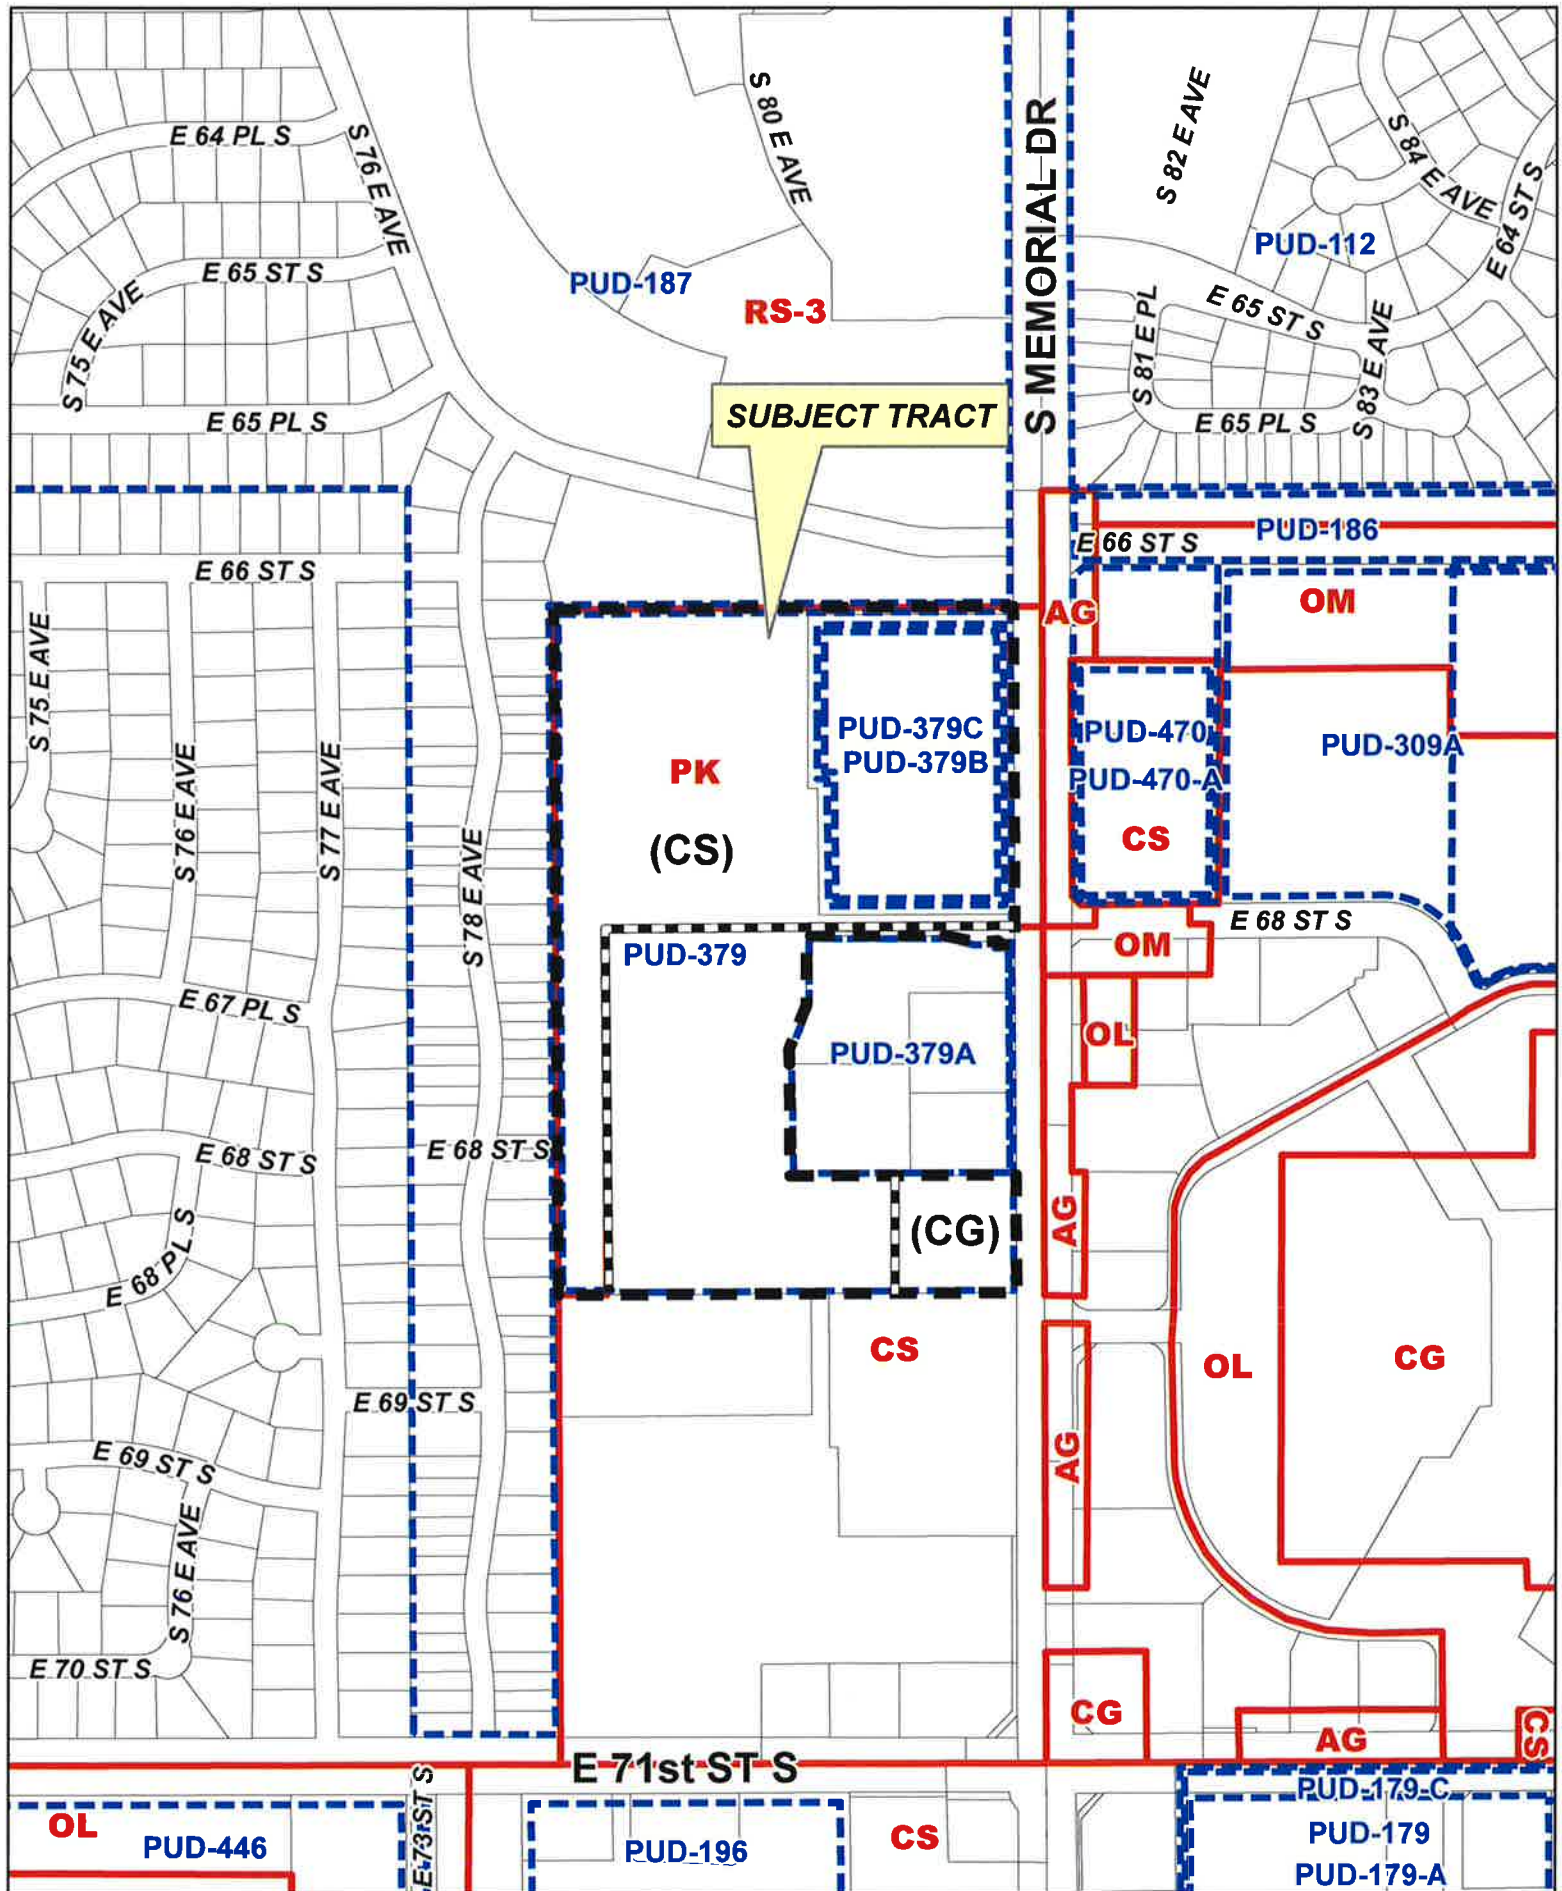 E 64 PL S
S 76 E AVE
S 80 E AVE
S MEMORIAL DR
S 82 E AVE
S 84 E AVE
E 64 ST S
PUD-112
E 65 ST S
S 75 E AVE
PUD-187
RS-3
E 65 ST S
S 81 E PL
S 83 E AVE
E 65 PL S
SUBJECT TRACT
E 65 PL S
PUD-186
E 66 ST S
E 66 ST S
AG
OM
S 75 E AVE
S 76 E AVE
S 77 E AVE
S 78 E AVE
PK
(CS)
PUD-379C
PUD-379B
PUD-470
PUD-470-A
CS
PUD-309A
E 68 ST S
OM
PUD-379
E 67 PL S
OL
PUD-379A
E 68 ST S
E 68 ST S
E 68 PL S
(CG)
AG
CS
OL
CG
E 69 ST S
E 69 ST S
AG
S 76 E AVE
E 70 ST S
CG
AG
CS
E 71st ST S
E 73 ST S
PUD-179-C
OL
PUD-446
PUD-196
CS
PUD-179
PUD-179-A